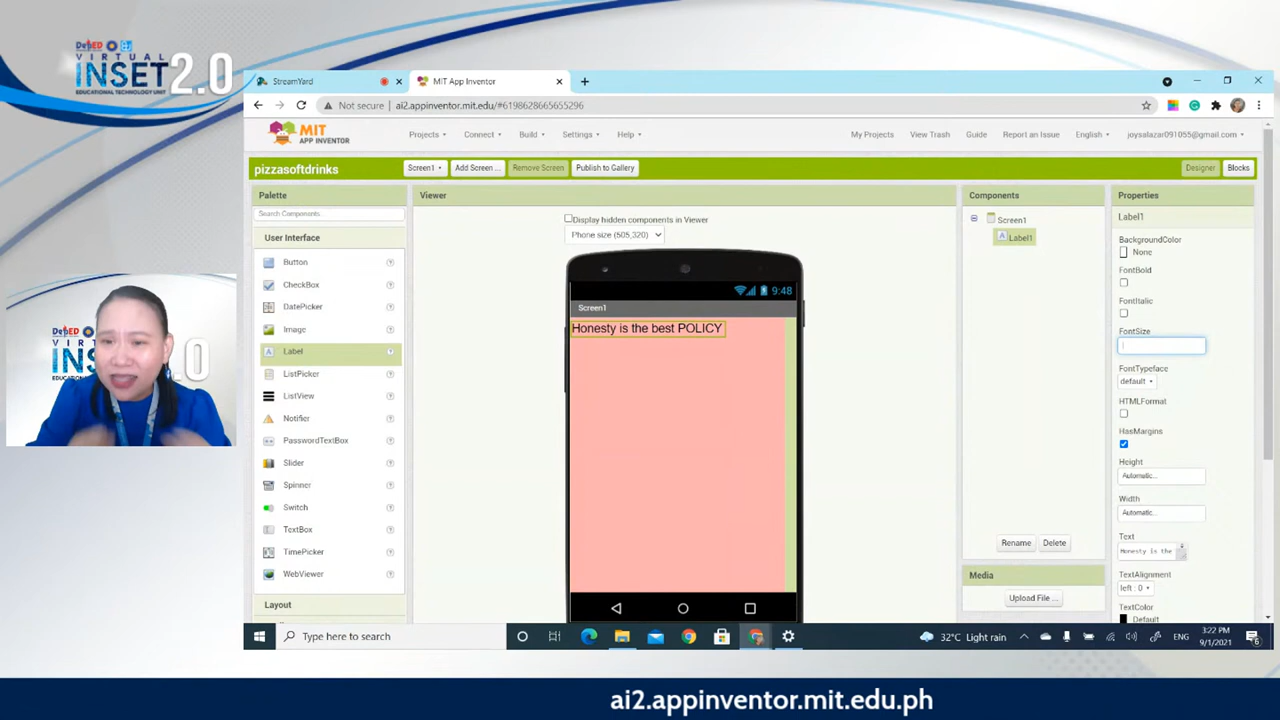 DepED
VIRTUAL
INSET 2.0
EDUCATIONAL TECHNOLOGY UNIT
StreamYard
MIT App Inventor
Not secure
ai2.appinventor.mit.edu/#6198628665655296
MIT
APP INVENTOR
Projects
Connect
Build
Settings
Help
My Projects
View Trash
Guide
Report an Issue
English
joysalazar091055@gmail.com
pizzasoftdrinks
Screen1
Add Screen ...
Remove Screen
Publish to Gallery
Designer
Blocks
Palette
Search Components...
User Interface
Button
CheckBox
DatePicker
Image
Label
ListPicker
ListView
Notifier
PasswordTextBox
Slider
Spinner
Switch
TextBox
TimePicker
WebViewer
Layout
Viewer
Display hidden components in Viewer
Phone size (505,320)
9:48
Screen1
Honesty is the best POLICY
Components
Screen1
Label1
Rename
Delete
Media
Upload File ...
Properties
Label1
BackgroundColor
None
FontBold
FontItalic
FontSize
FontTypeface
default
HTMLFormat
HasMargins
Height
Automatic...
Width
Automatic...
Text
Honesty is the
TextAlignment
left : 0
TextColor
Default
Type here to search
32°C Light rain
ENG
3:22 PM
9/1/2021
6
ai2.appinventor.mit.edu.ph